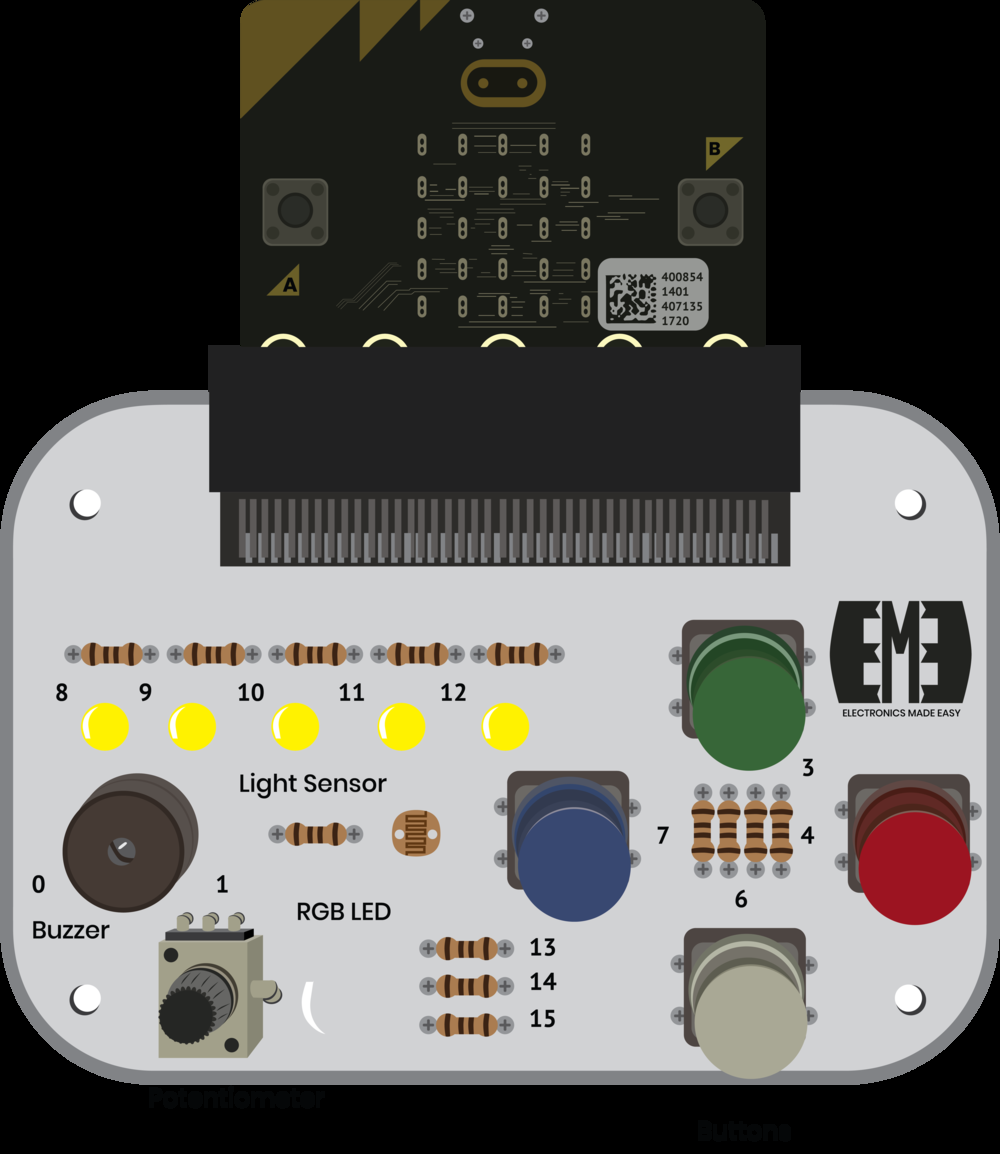 B
A
400854
1401
407135
1720
EME
ELECTRONICS MADE EASY
8 9 10 11 12
3
Light Sensor
7 4
0 1
6
RGB LED
Buzzer
13
14
15
Potentiometer
Buttons